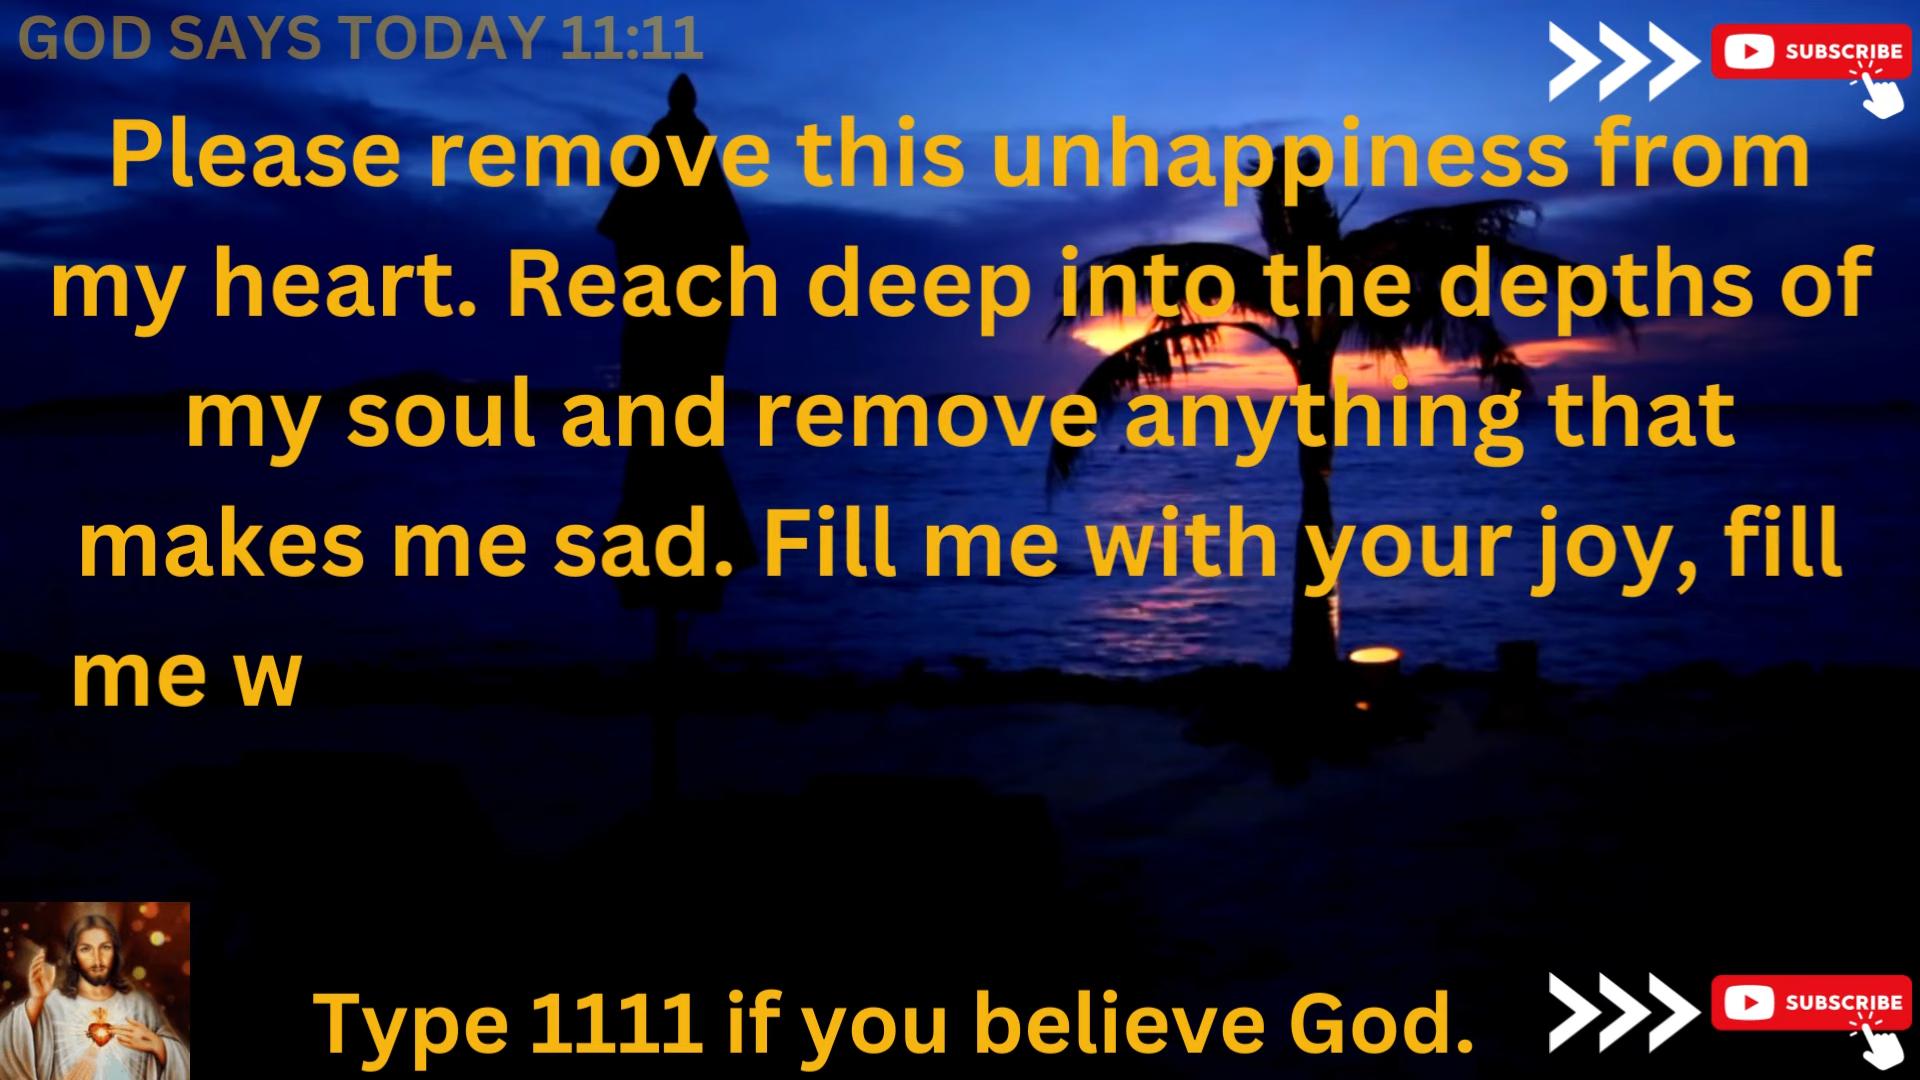 GOD SAYS TODAY 11:11
SUBSCRIBE
Please remove this unhappiness from
my heart. Reach deep into the depths of
my soul and remove anything that
makes me sad. Fill me with your joy, fill
me w
Type 1111 if you believe God.
SUBSCRIBE